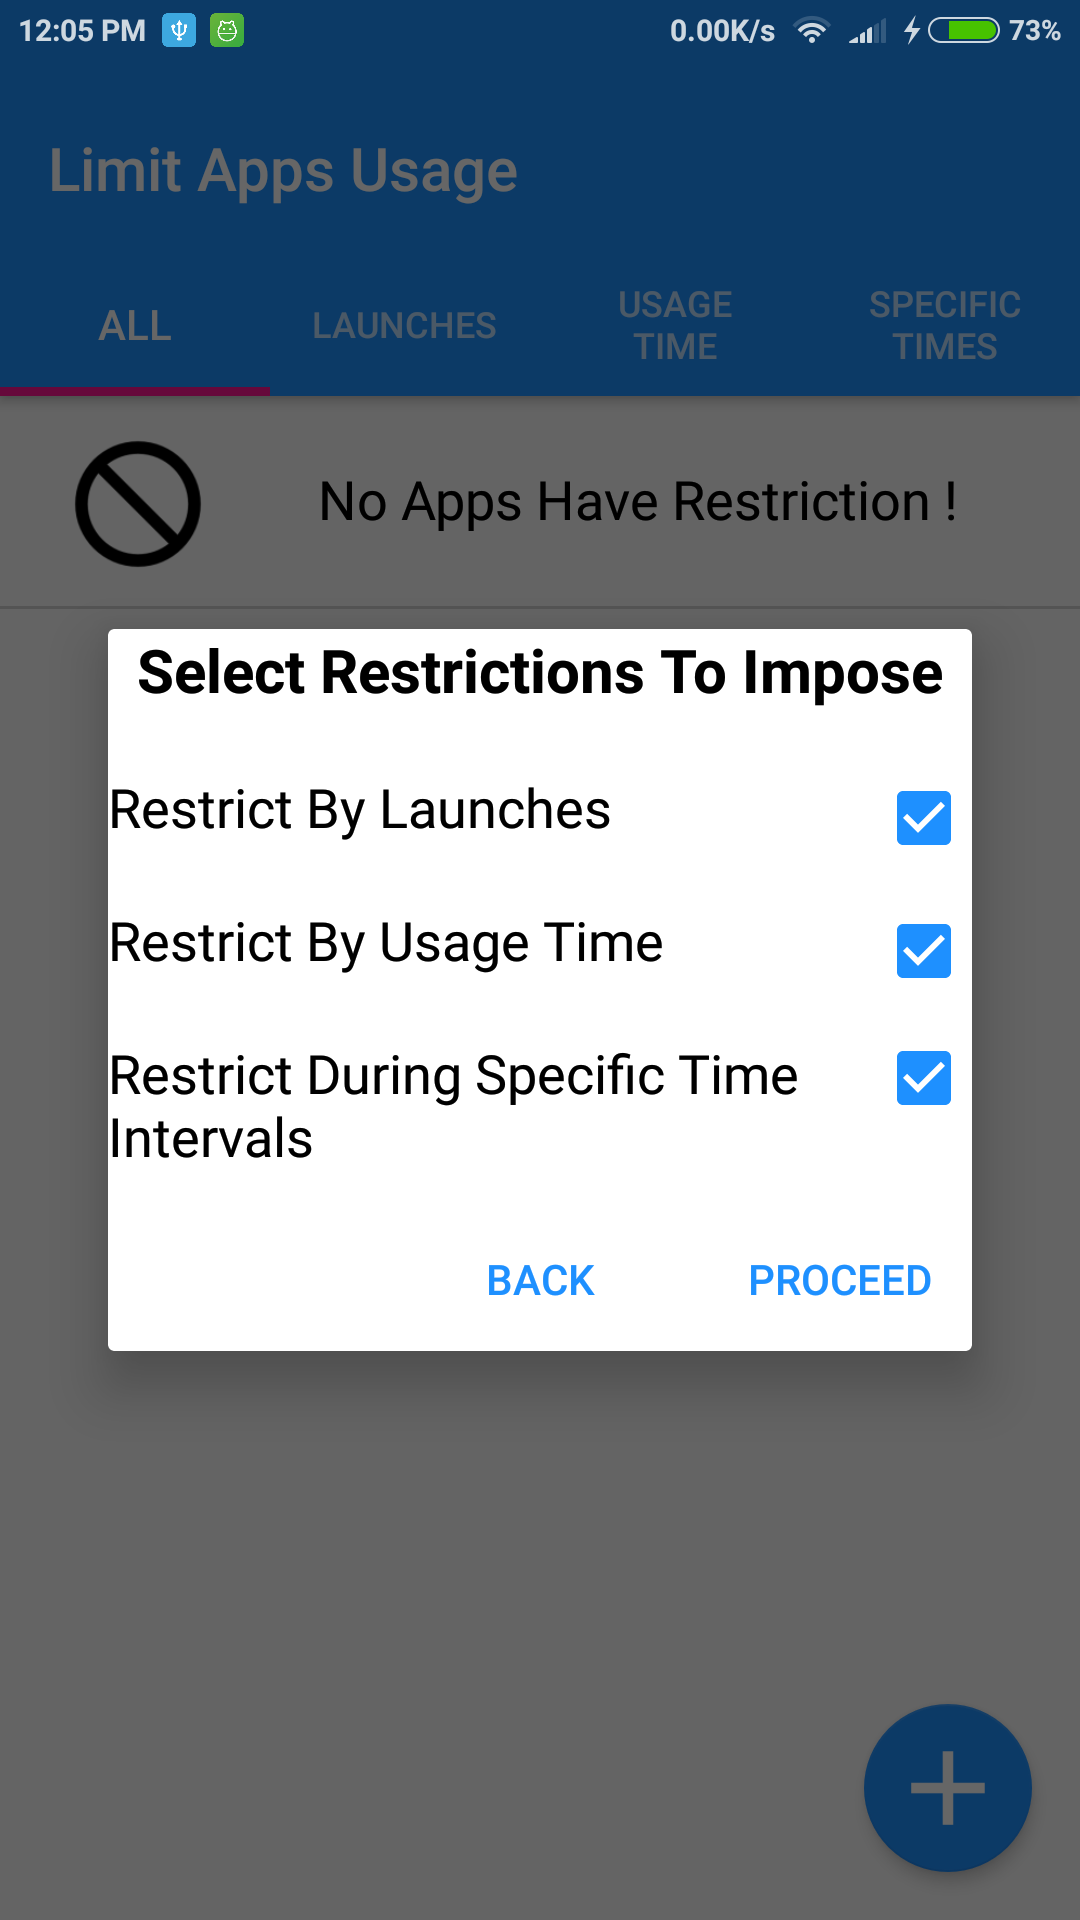 12:05 PM 0.00K/s 73%
Limit Apps Usage
ALL LAUNCHES USAGE TIME SPECIFIC TIMES
No Apps Have Restriction !
Select Restrictions To Impose
Restrict By Launches
Restrict By Usage Time
Restrict During Specific Time
Intervals
BACK PROCEED